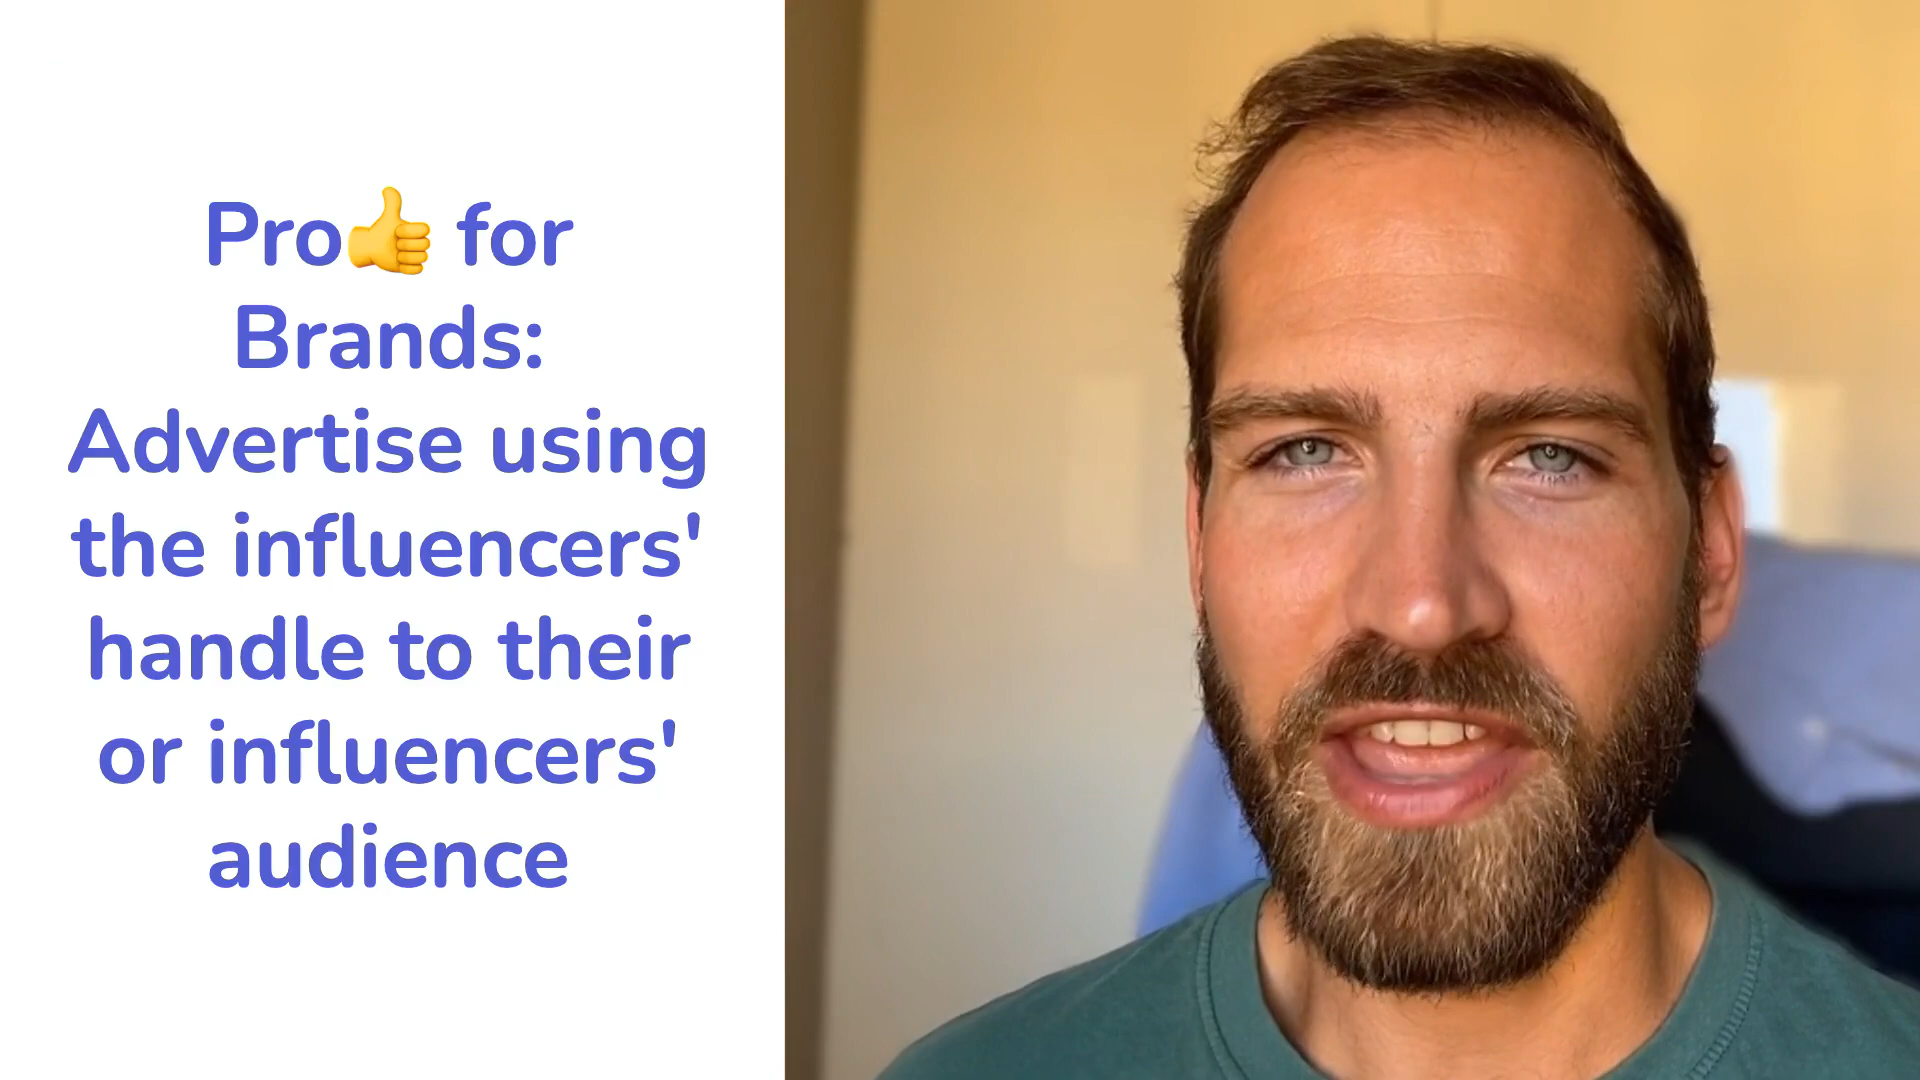 Pro👍 for
Brands:
Advertise using
the influencers'
handle to their
or influencers'
audience